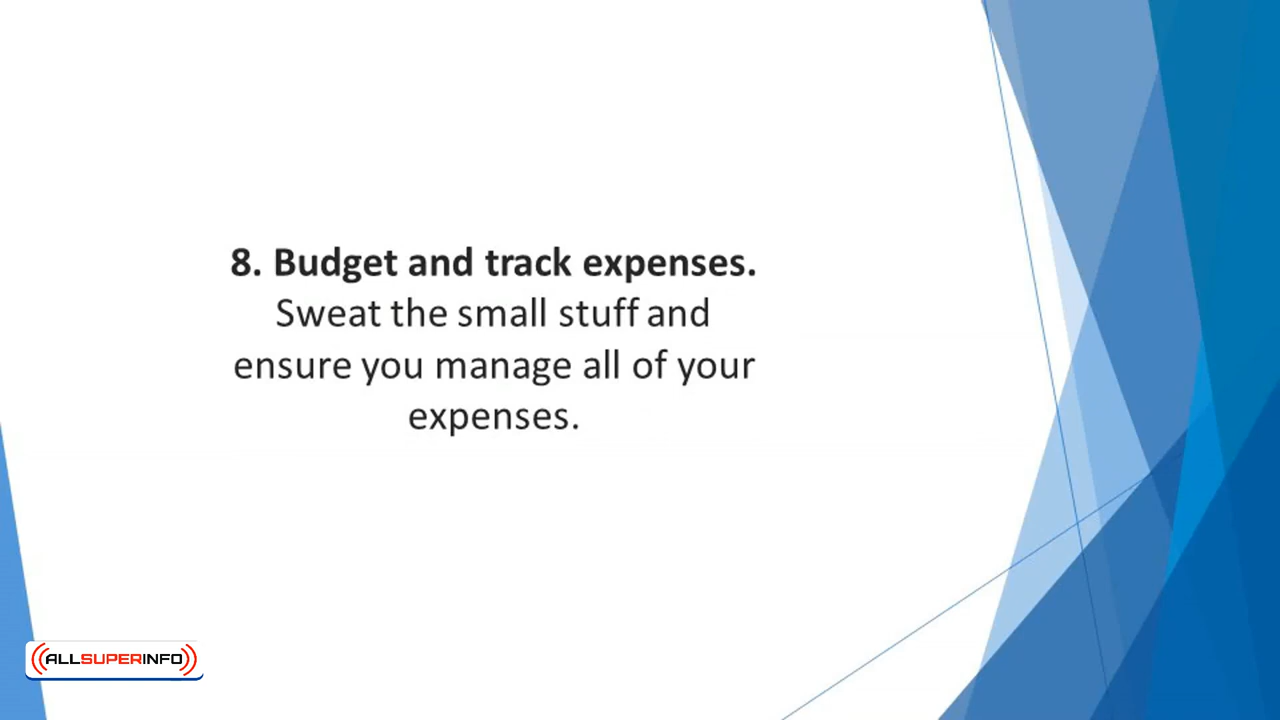 8. Budget and track expenses.
Sweat the small stuff and
ensure you manage all of your
expenses.
ALLSUPERINFO